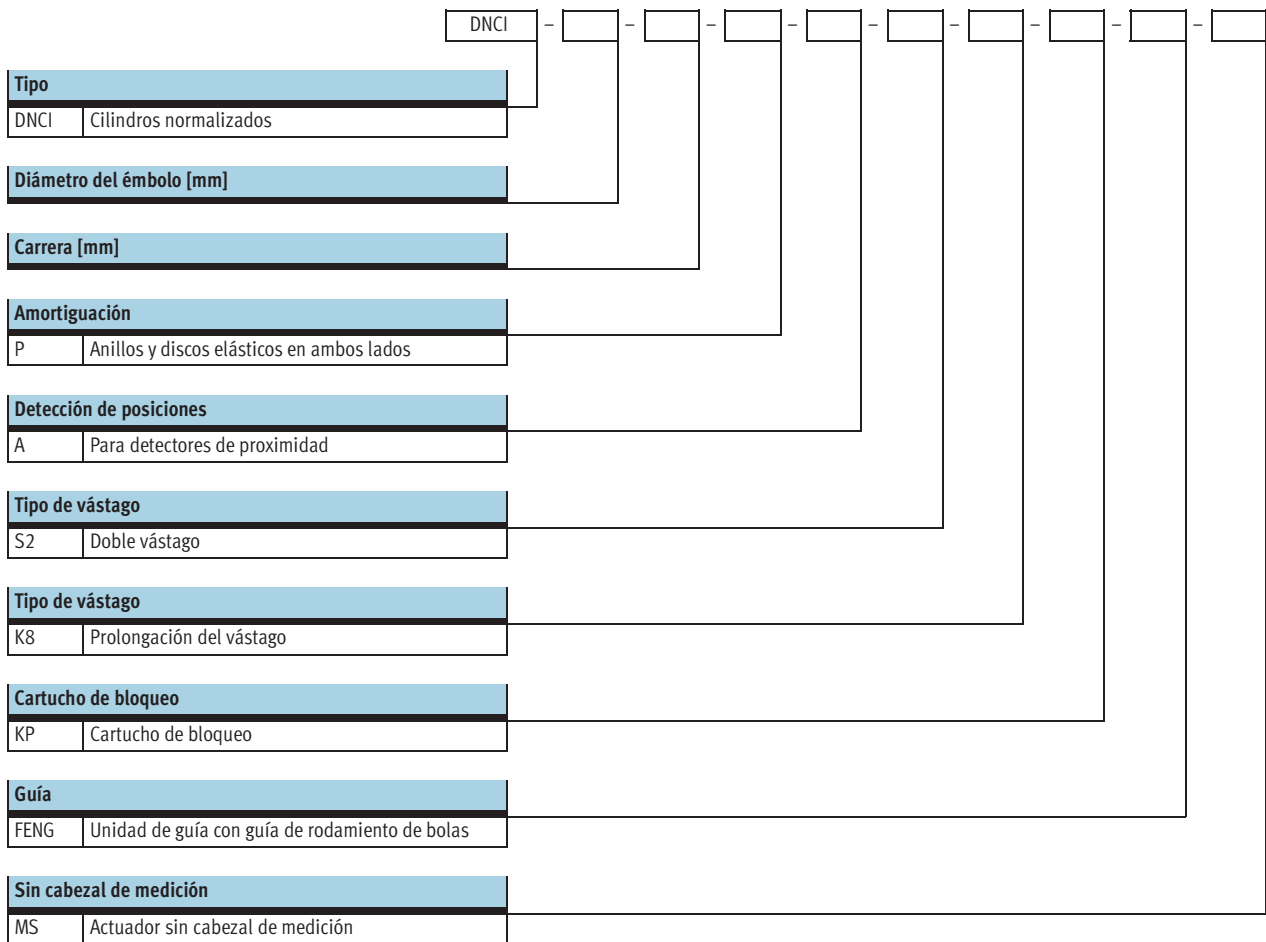 DNCI – – – – – – – – –
Tipo
DNCI Cilindros normalizados
Diámetro del émbolo [mm]
Carrera [mm]
Amortiguación
P Anillos y discos elásticos en ambos lados
Detección de posiciones
A Para detectores de proximidad
Tipo de vástago
S2 Doble vástago
Tipo de vástago
K8 Prolongación del vástago
Cartucho de bloqueo
KP Cartucho de bloqueo
Guía
FENG Unidad de guía con guía de rodamiento de bolas
Sin cabezal de medición
MS Actuador sin cabezal de medición